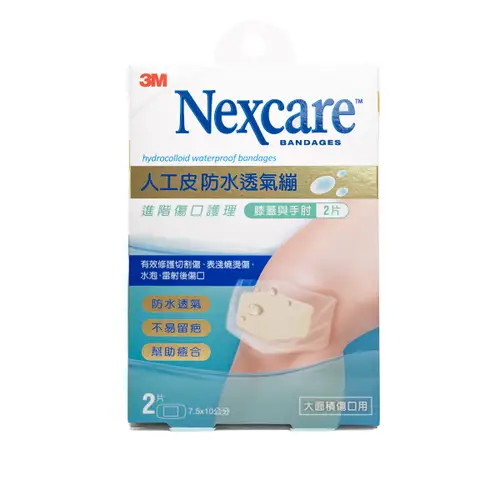 3M
Nexcare™
BANDAGES
hydrocolloid waterproof bandages
人工皮防水透氣繃
進階傷口護理 膝蓋與手肘 2片
有效修護切割傷、表淺燒燙傷、
水泡、雷射後傷口
防水透氣
不易留疤
幫助癒合
2片 7.5x10公分
大面積傷口用